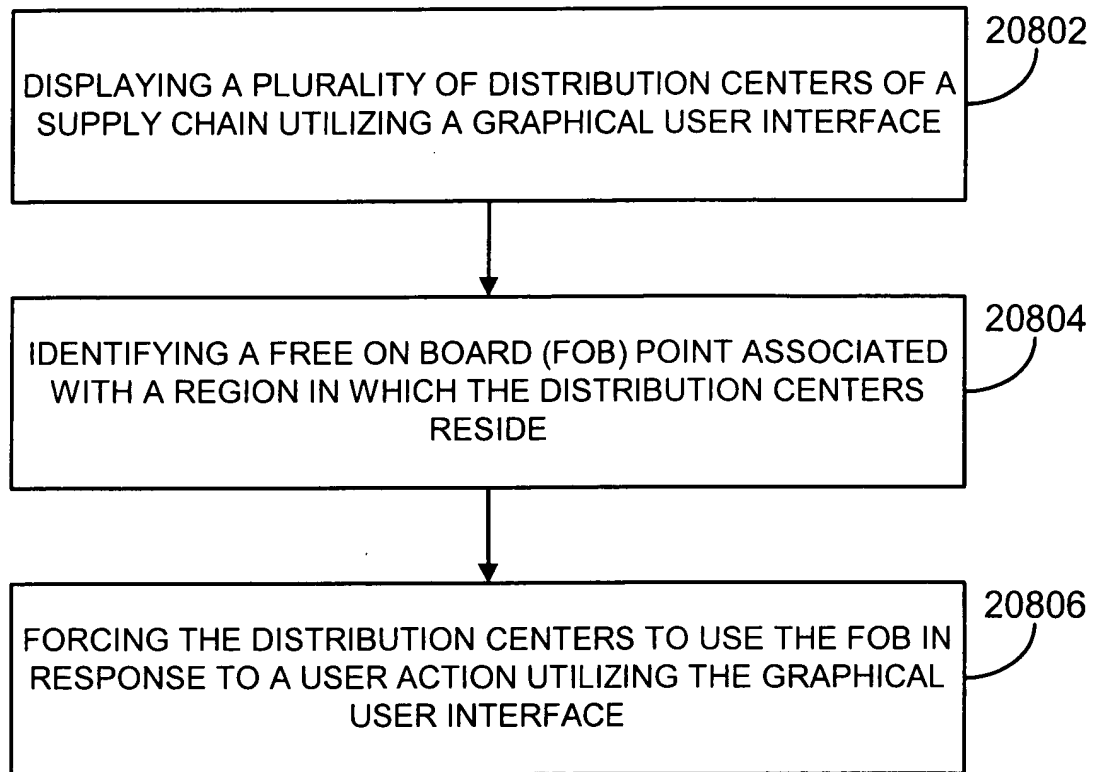 20802
DISPLAYING A PLURALITY OF DISTRIBUTION CENTERS OF A
SUPPLY CHAIN UTILIZING A GRAPHICAL USER INTERFACE
20804
IDENTIFYING A FREE ON BOARD (FOB) POINT ASSOCIATED
WITH A REGION IN WHICH THE DISTRIBUTION CENTERS
RESIDE
20806
FORCING THE DISTRIBUTION CENTERS TO USE THE FOB IN
RESPONSE TO A USER ACTION UTILIZING THE GRAPHICAL
USER INTERFACE